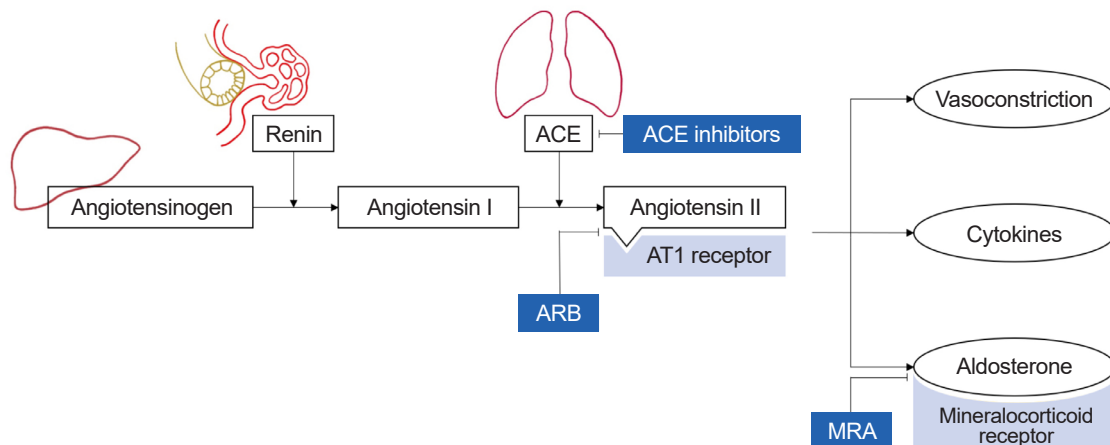 Renin
ACE
ACE inhibitors
Angiotensinogen
Angiotensin I
Angiotensin II
AT1 receptor
ARB
Vasoconstriction
Cytokines
Aldosterone
Mineralocorticoid
receptor
MRA